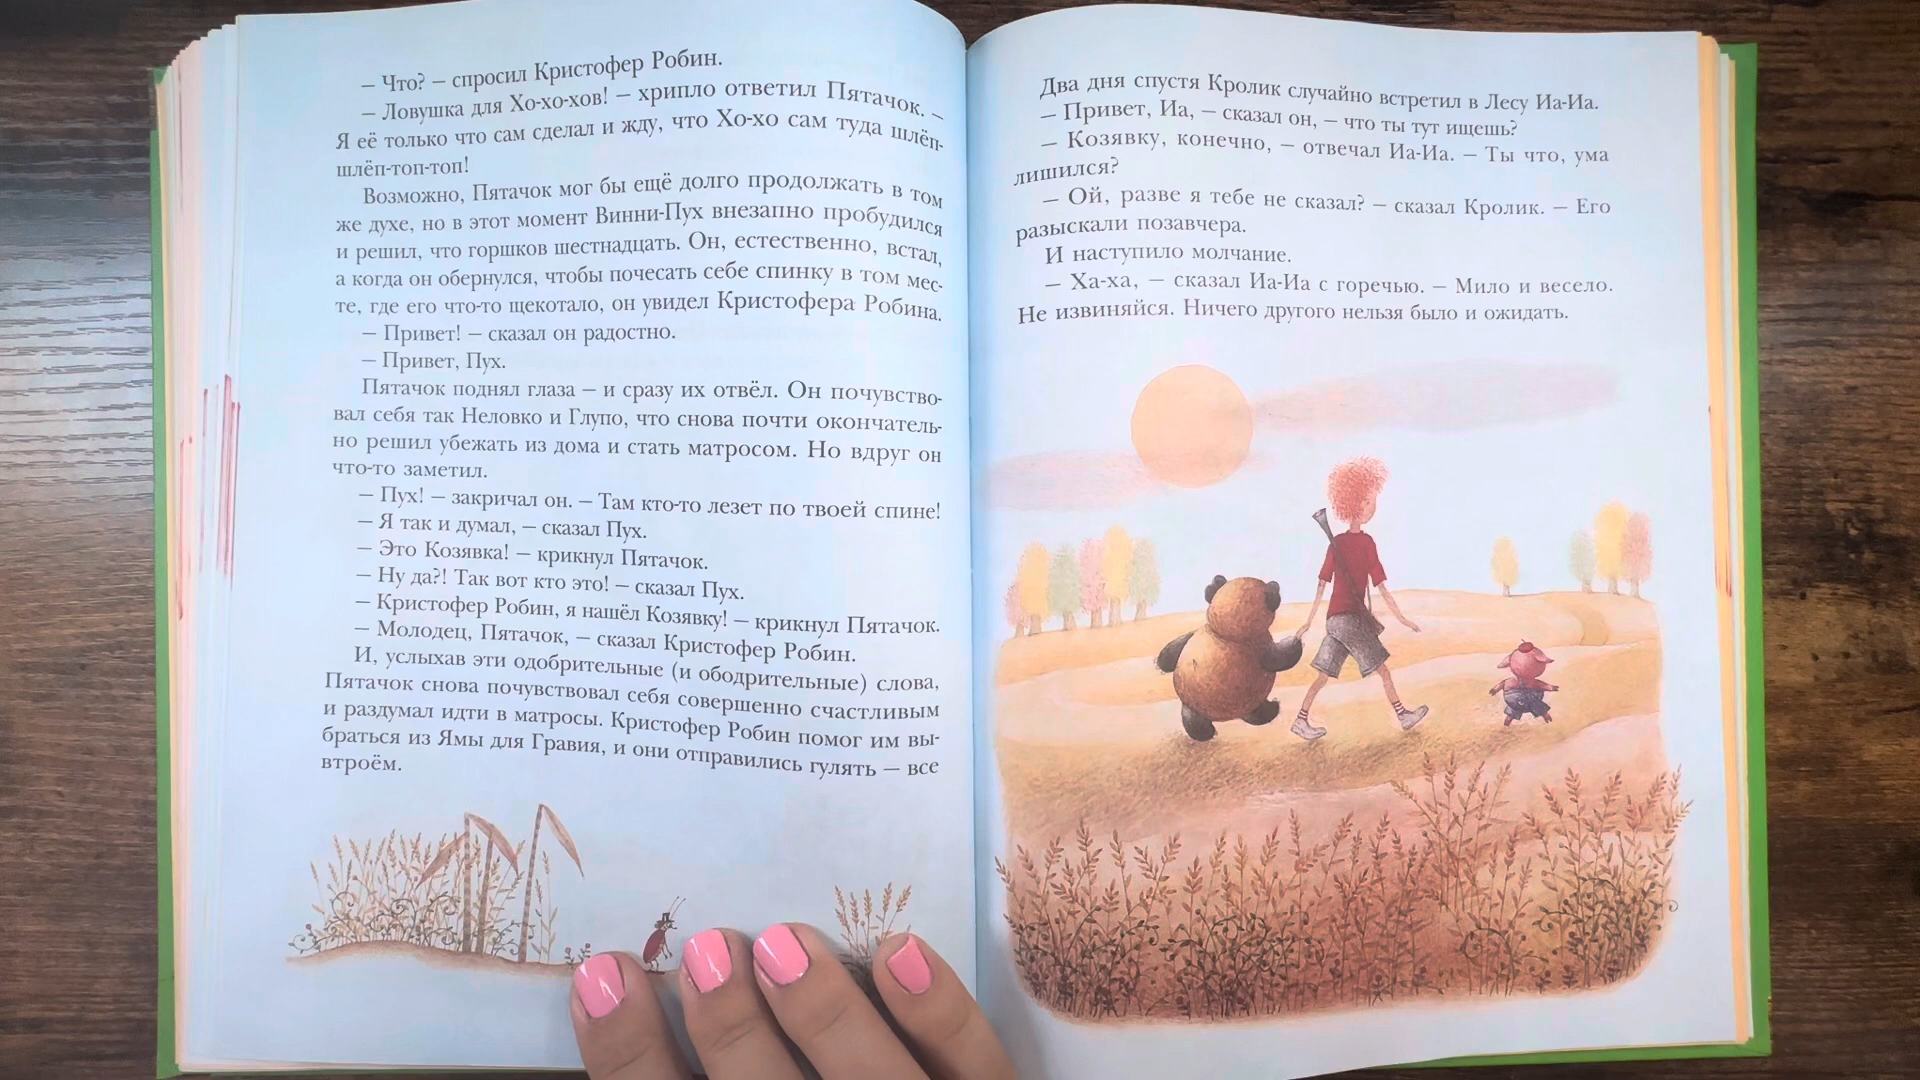 – Что? – спросил Кристофер Робин.
– Ловушка для Хо-хо-хов! – хрипло ответил Пятачок. –
Я её только что сам сделал и жду, что Хо-хо сам туда шлёп-
шлёп-топ-топ!
Возможно, Пятачок мог бы ещё долго продолжать в том
же духе, но в этот момент Винни-Пух внезапно пробудился
и решил, что горшков шестнадцать. Он, естественно, встал,
а когда он обернулся, чтобы почесать себе спинку в том мес-
те, где его что-то щекотало, он увидел Кристофера Робина.
– Привет! – сказал он радостно.
– Привет, Пух.
Пятачок поднял глаза – и сразу их отвёл. Он почувство-
вал себя так Неловко и Глупо, что снова почти окончатель-
но решил убежать из дома и стать матросом. Но вдруг он
что-то заметил.
– Пух! – закричал он. – Там кто-то лезет по твоей спине!
– Я так и думал, – сказал Пух.
– Это Козявка! – крикнул Пятачок.
– Ну да?! Так вот кто это! – сказал Пух.
– Кристофер Робин, я нашёл Козявку! – крикнул Пятачок.
– Молодец, Пятачок, – сказал Кристофер Робин.
И, услыхав эти одобрительные (и ободрительные) слова,
Пятачок снова почувствовал себя совершенно счастливым
и раздумал идти в матросы. Кристофер Робин помог им вы-
браться из Ямы для Гравия, и они отправились гулять – все
втроём.
Два дня спустя Кролик случайно встретил в Лесу Иа-Иа.
– Привет, Иа, – сказал он, – что ты тут ищешь?
– Козявку, конечно, – отвечал Иа-Иа. – Ты что, ума
лишился?
– Ой, разве я тебе не сказал? – сказал Кролик. – Его
разыскали позавчера.
И наступило молчание.
– Ха-ха, – сказал Иа-Иа с горечью. – Мило и весело.
Не извиняйся. Ничего другого нельзя было и ожидать.